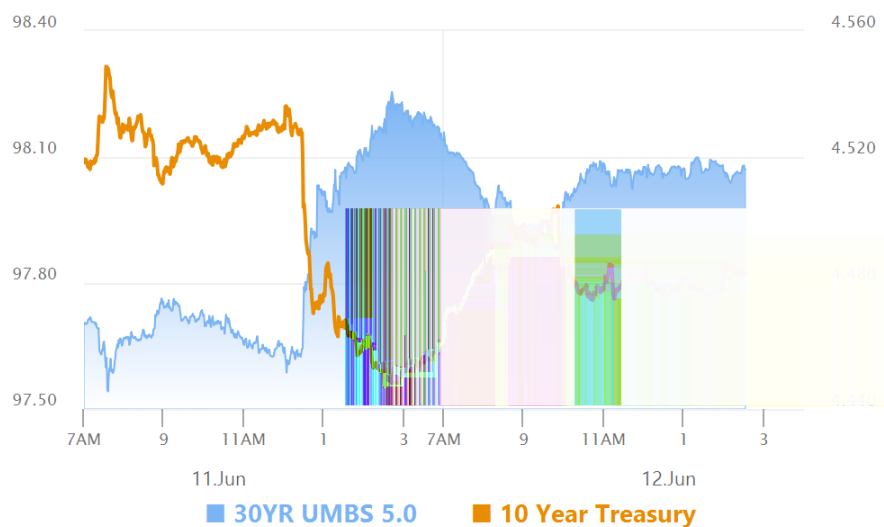 98.40 4.560
98.10 4.520
97.80 4.480
97.50
7AM 9 11AM 1 3 7AM 9 11AM 1 3
11.Jun 12.Jun
30YR UMBS 5.0 10 Year Treasury